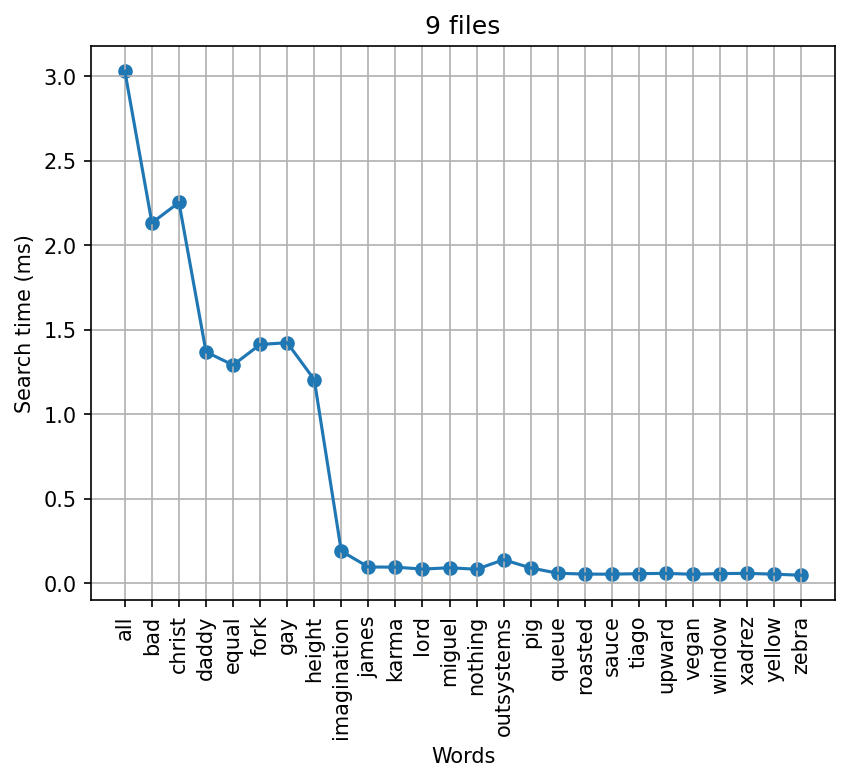 9 files
Search time (ms)
3.0
2.5
2.0
1.5
1.0
0.5
0.0
all
bad
christ
daddy
equal
fork
gay
height
imagination
james
karma
lord
miguel
nothing
outsystems
pig
queue
roasted
sauce
tiago
upward
vegan
window
xadrez
yellow
zebra
Words